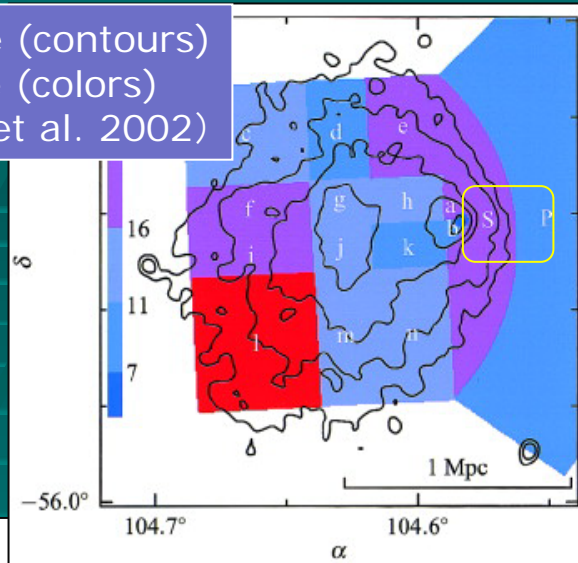 (contours)
(colors)
et al. 2002)
c
d
e
f
g
h
a
S
P
b
i
j
k
l
m
n
16
11
7
δ
1 Mpc
−56.0°
104.7°
104.6°
α